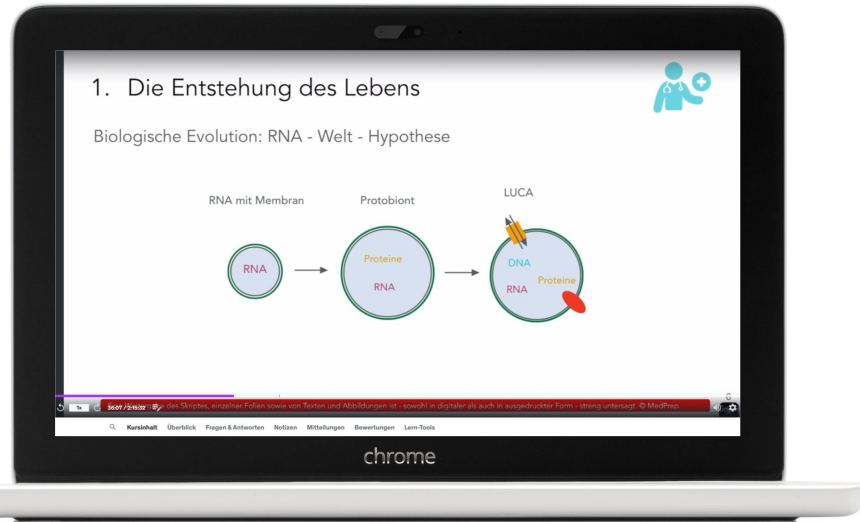 1. Die Entstehung des Lebens
Biologische Evolution: RNA - Welt - Hypothese
RNA mit Membran
Protobiont
LUCA
RNA
Proteine
RNA
DNA
RNA
Proteine
1x
36:07 / 2:15:32
des Skriptes, einzelner Folien sowie von Texten und Abbildungen ist - sowohl in digitaler als auch in ausgedruckter Form - streng untersagt. © MedPrep
Kursinhalt Überblick Fragen & Antworten Notizen Mitteilungen Bewertungen Lern-Tools
chrome